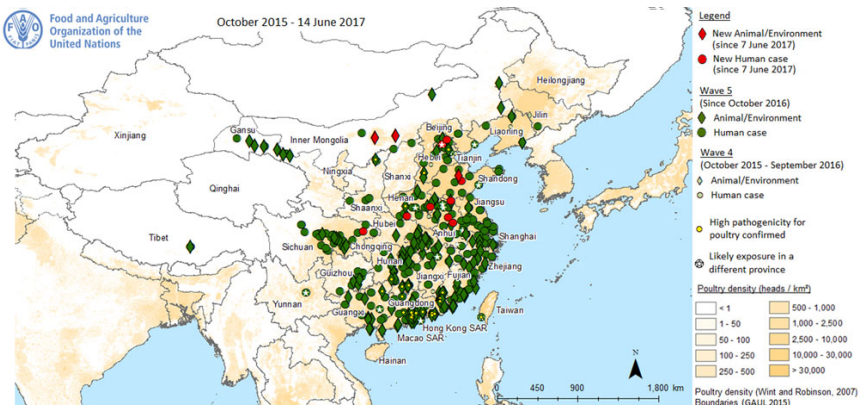 Food and Agriculture
Organization of the
United Nations
October 2015 - 14 June 2017
Heilongjiang
Jilin
Liaoning
Beijing
Tianjin
Hebei
Inner Mongolia
Gansu
Xinjiang
Ningxia
Shanxi
Shandong
Qinghai
Shaanxi
Henan
Jiangsu
Hubei
Anhui
Shanghai
Tibet
Sichuan
Chongqing
Zhejiang
Hunan
Jiangxi
Fujian
Guizhou
Yunnan
Guangxi
Guangdong
Taiwan
Hong Kong SAR
Macao SAR
Hainan
N
0 450 900 1,800 km
Legend
New Animal/Environment
(since 7 June 2017)
New Human case
(since 7 June 2017)
Wave 5
(Since October 2016)
Animal/Environment
Human case
Wave 4
(October 2015 - September 2016)
Animal/Environment
Human case
High pathogenicity for
poultry confirmed
Likely exposure in a
different province
Poultry density (heads / km²)
< 1
1 - 50
50 - 100
100 - 250
250 - 500
500 - 1,000
1,000 - 2,500
2,500 - 10,000
10,000 - 30,000
> 30,000
Poultry density (Wint and Robinson, 2007)
Boundaries (GAUL 2015)